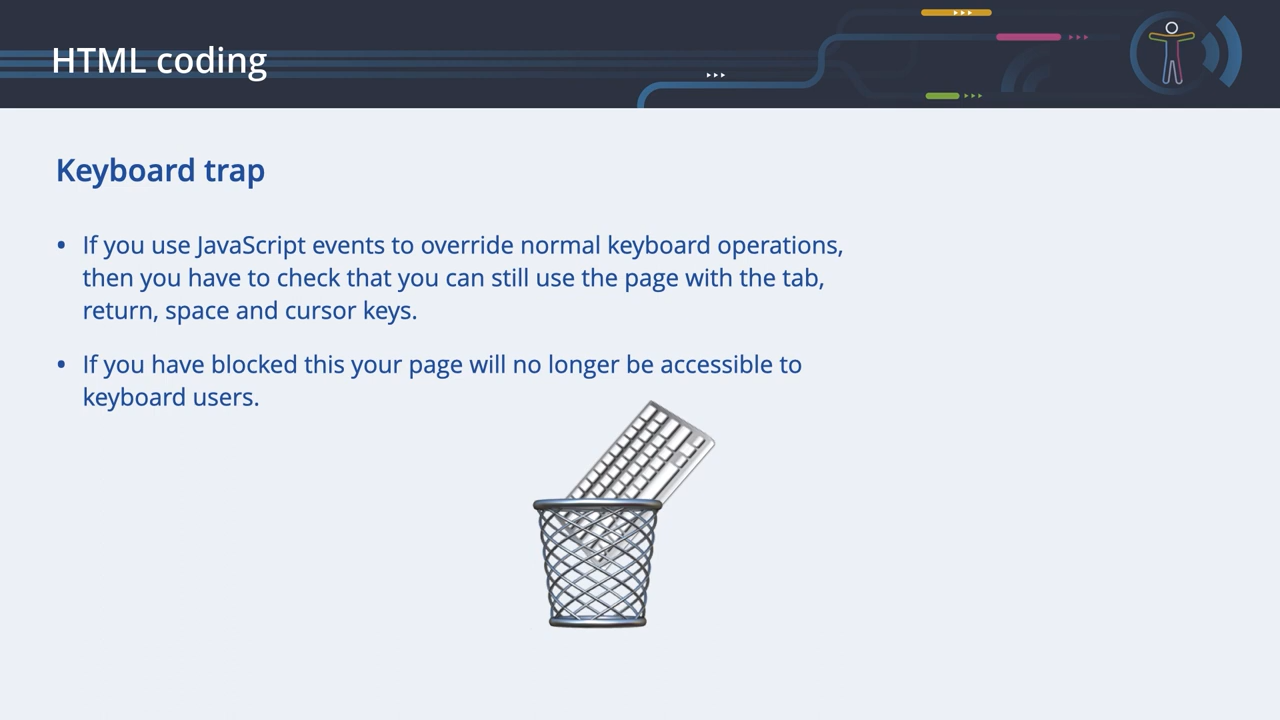 HTML coding
Keyboard trap
• If you use JavaScript events to override normal keyboard operations,
then you have to check that you can still use the page with the tab,
return, space and cursor keys.
• If you have blocked this your page will no longer be accessible to
keyboard users.